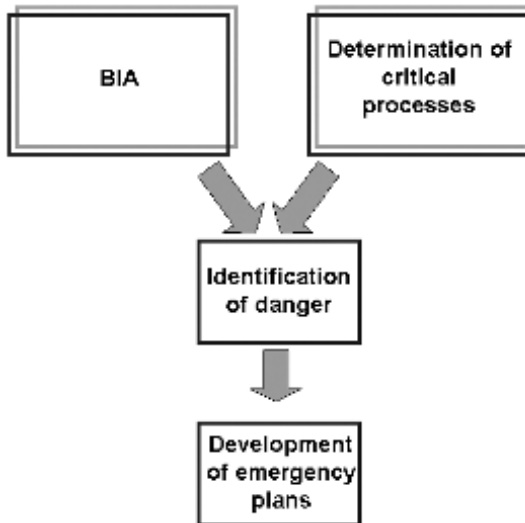 BIA
Determination of
critical
processes
Identification
of danger
Development
of emergency
plans